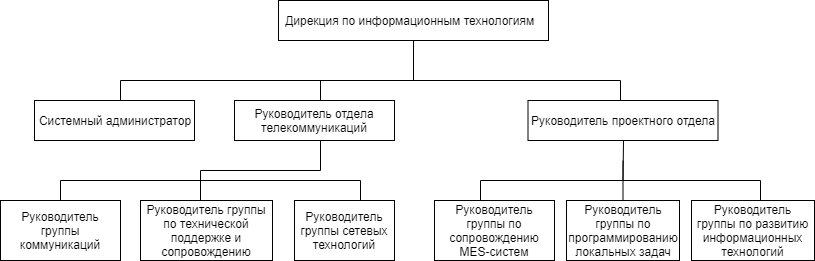 Дирекция по информационным технологиям
Системный администратор
Руководитель отдела
телекоммуникаций
Руководитель проектного отдела
Руководитель
группы
коммуникаций
Руководитель группы
по технической
поддержке и
сопровождению
Руководитель
группы сетевых
технологий
Руководитель
группы по
сопровождению
MES-систем
Руководитель
группы по
программированию
локальных задач
Руководитель
группы по развитию
информационных
технологий